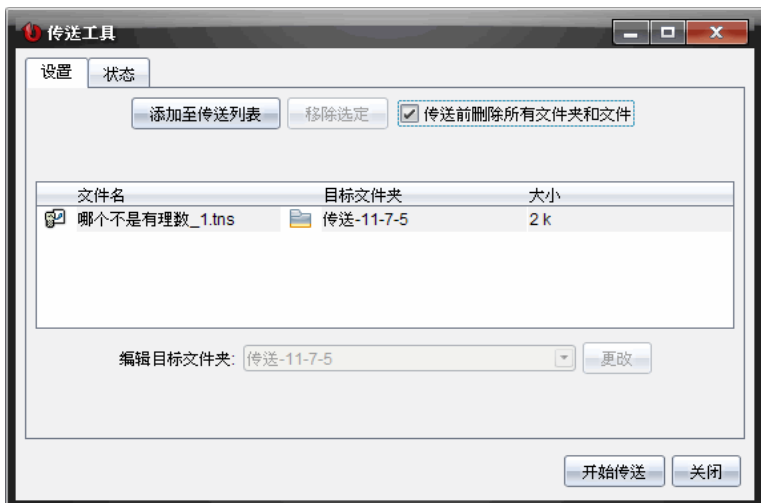 传送工具
设置 状态
添加至传送列表 移除选定 传送前删除所有文件夹和文件
文件名 目标文件夹 大小
哪个不是有理数_1.tns 传送-11-7-5 2 k
编辑目标文件夹: 传送-11-7-5 更改
开始传送 关闭